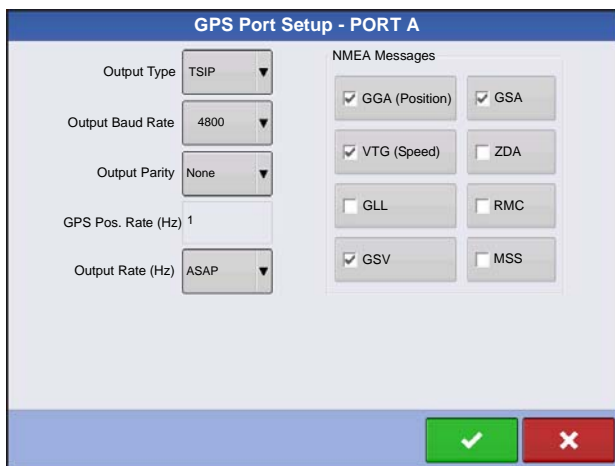 GPS Port Setup - PORT A
Output Type TSIP
Output Baud Rate 4800
Output Parity None
GPS Pos. Rate (Hz) 1
Output Rate (Hz) ASAP
NMEA Messages
GGA (Position) GSA
VTG (Speed) ZDA
GLL RMC
GSV MSS